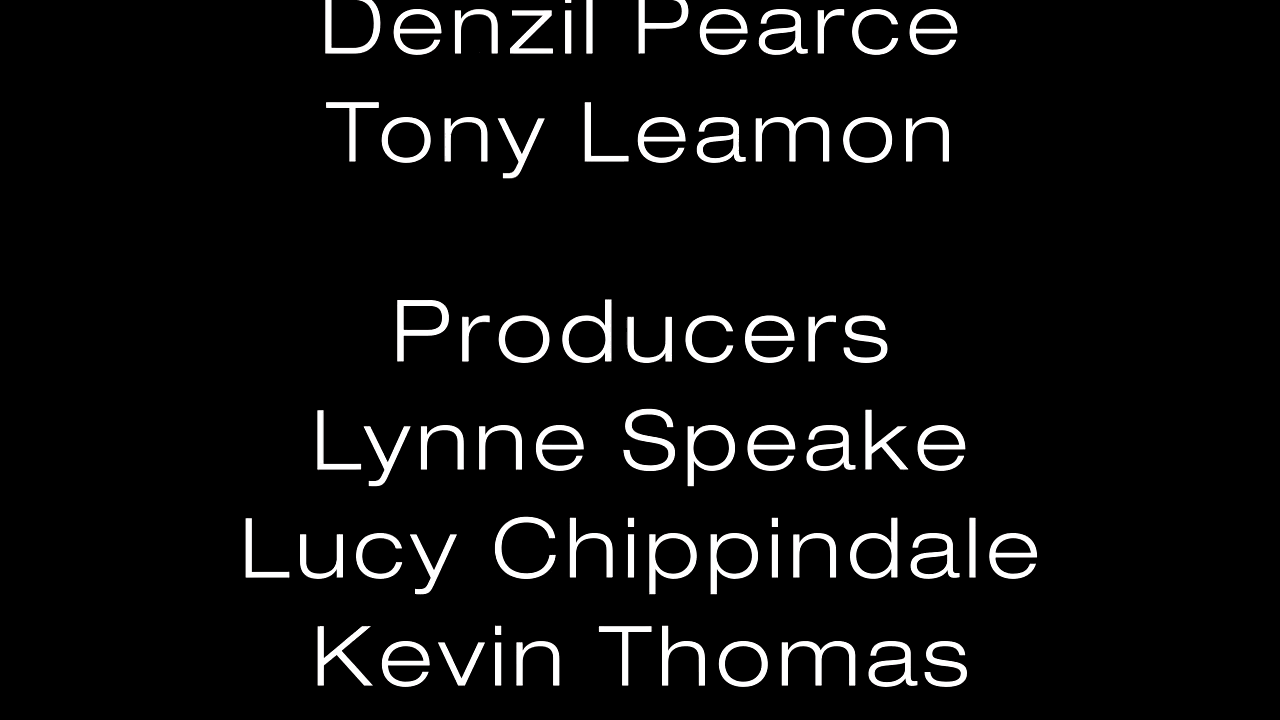 Denzil Pearce
Tony Leamon
Producers
Lynne Speake
Lucy Chippindale
Kevin Thomas